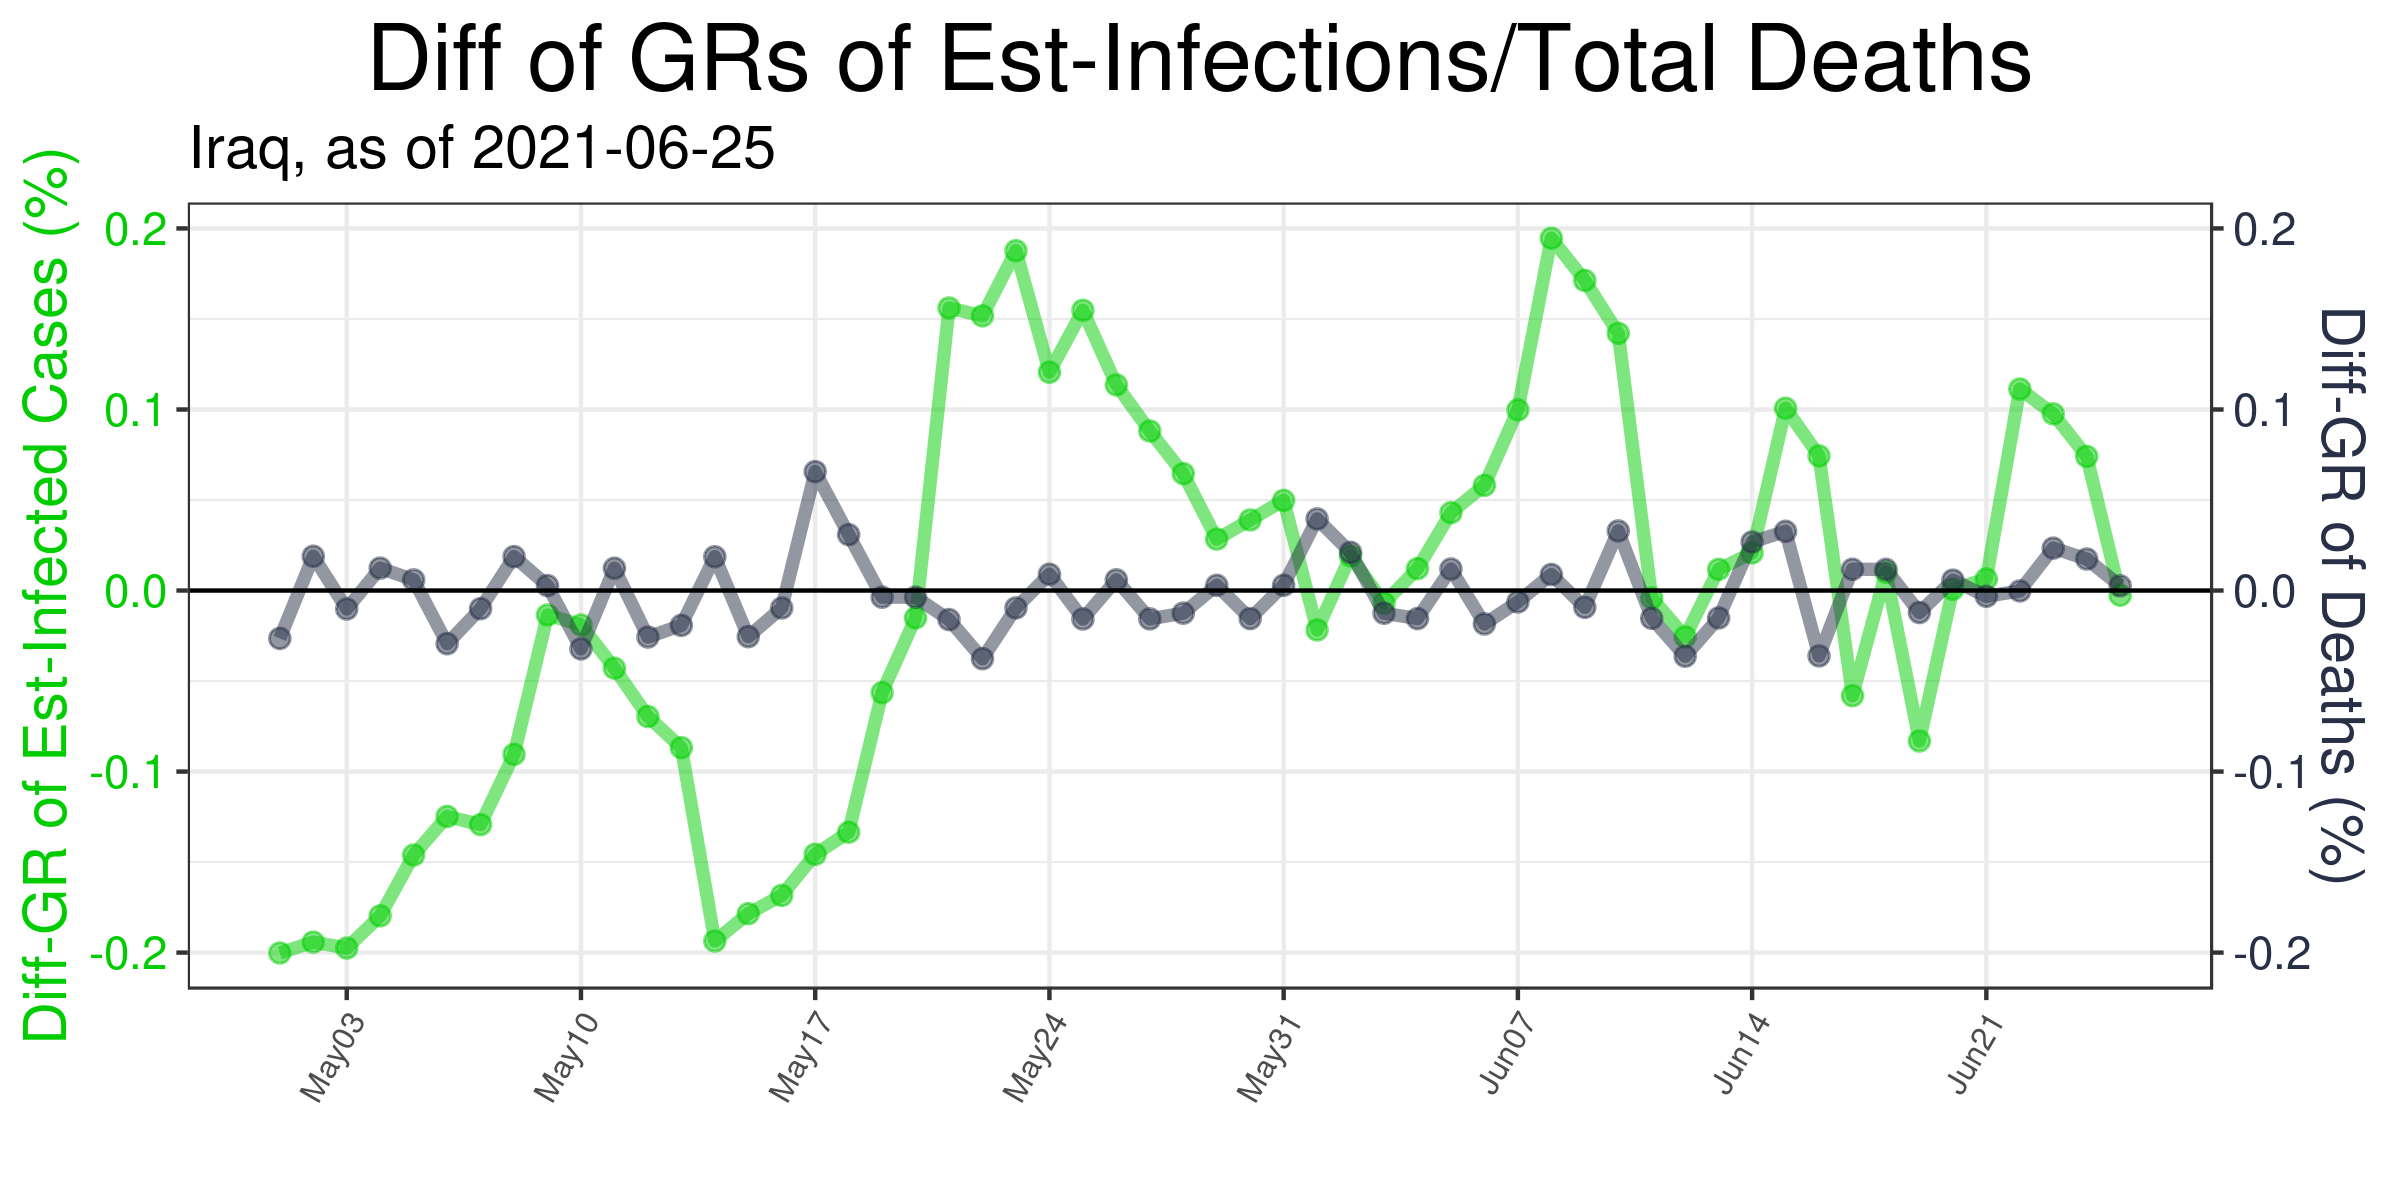 Diff of GRs of Est-Infections/Total Deaths
Iraq, as of 2021-06-25
Diff-GR of Est-Infected Cases (%)
0.2
0.1
0.0
-0.1
-0.2
0.2
0.1
0.0
-0.1
-0.2
Diff-GR of Deaths (%)
May03
May10
May17
May24
May31
Jun07
Jun14
Jun21